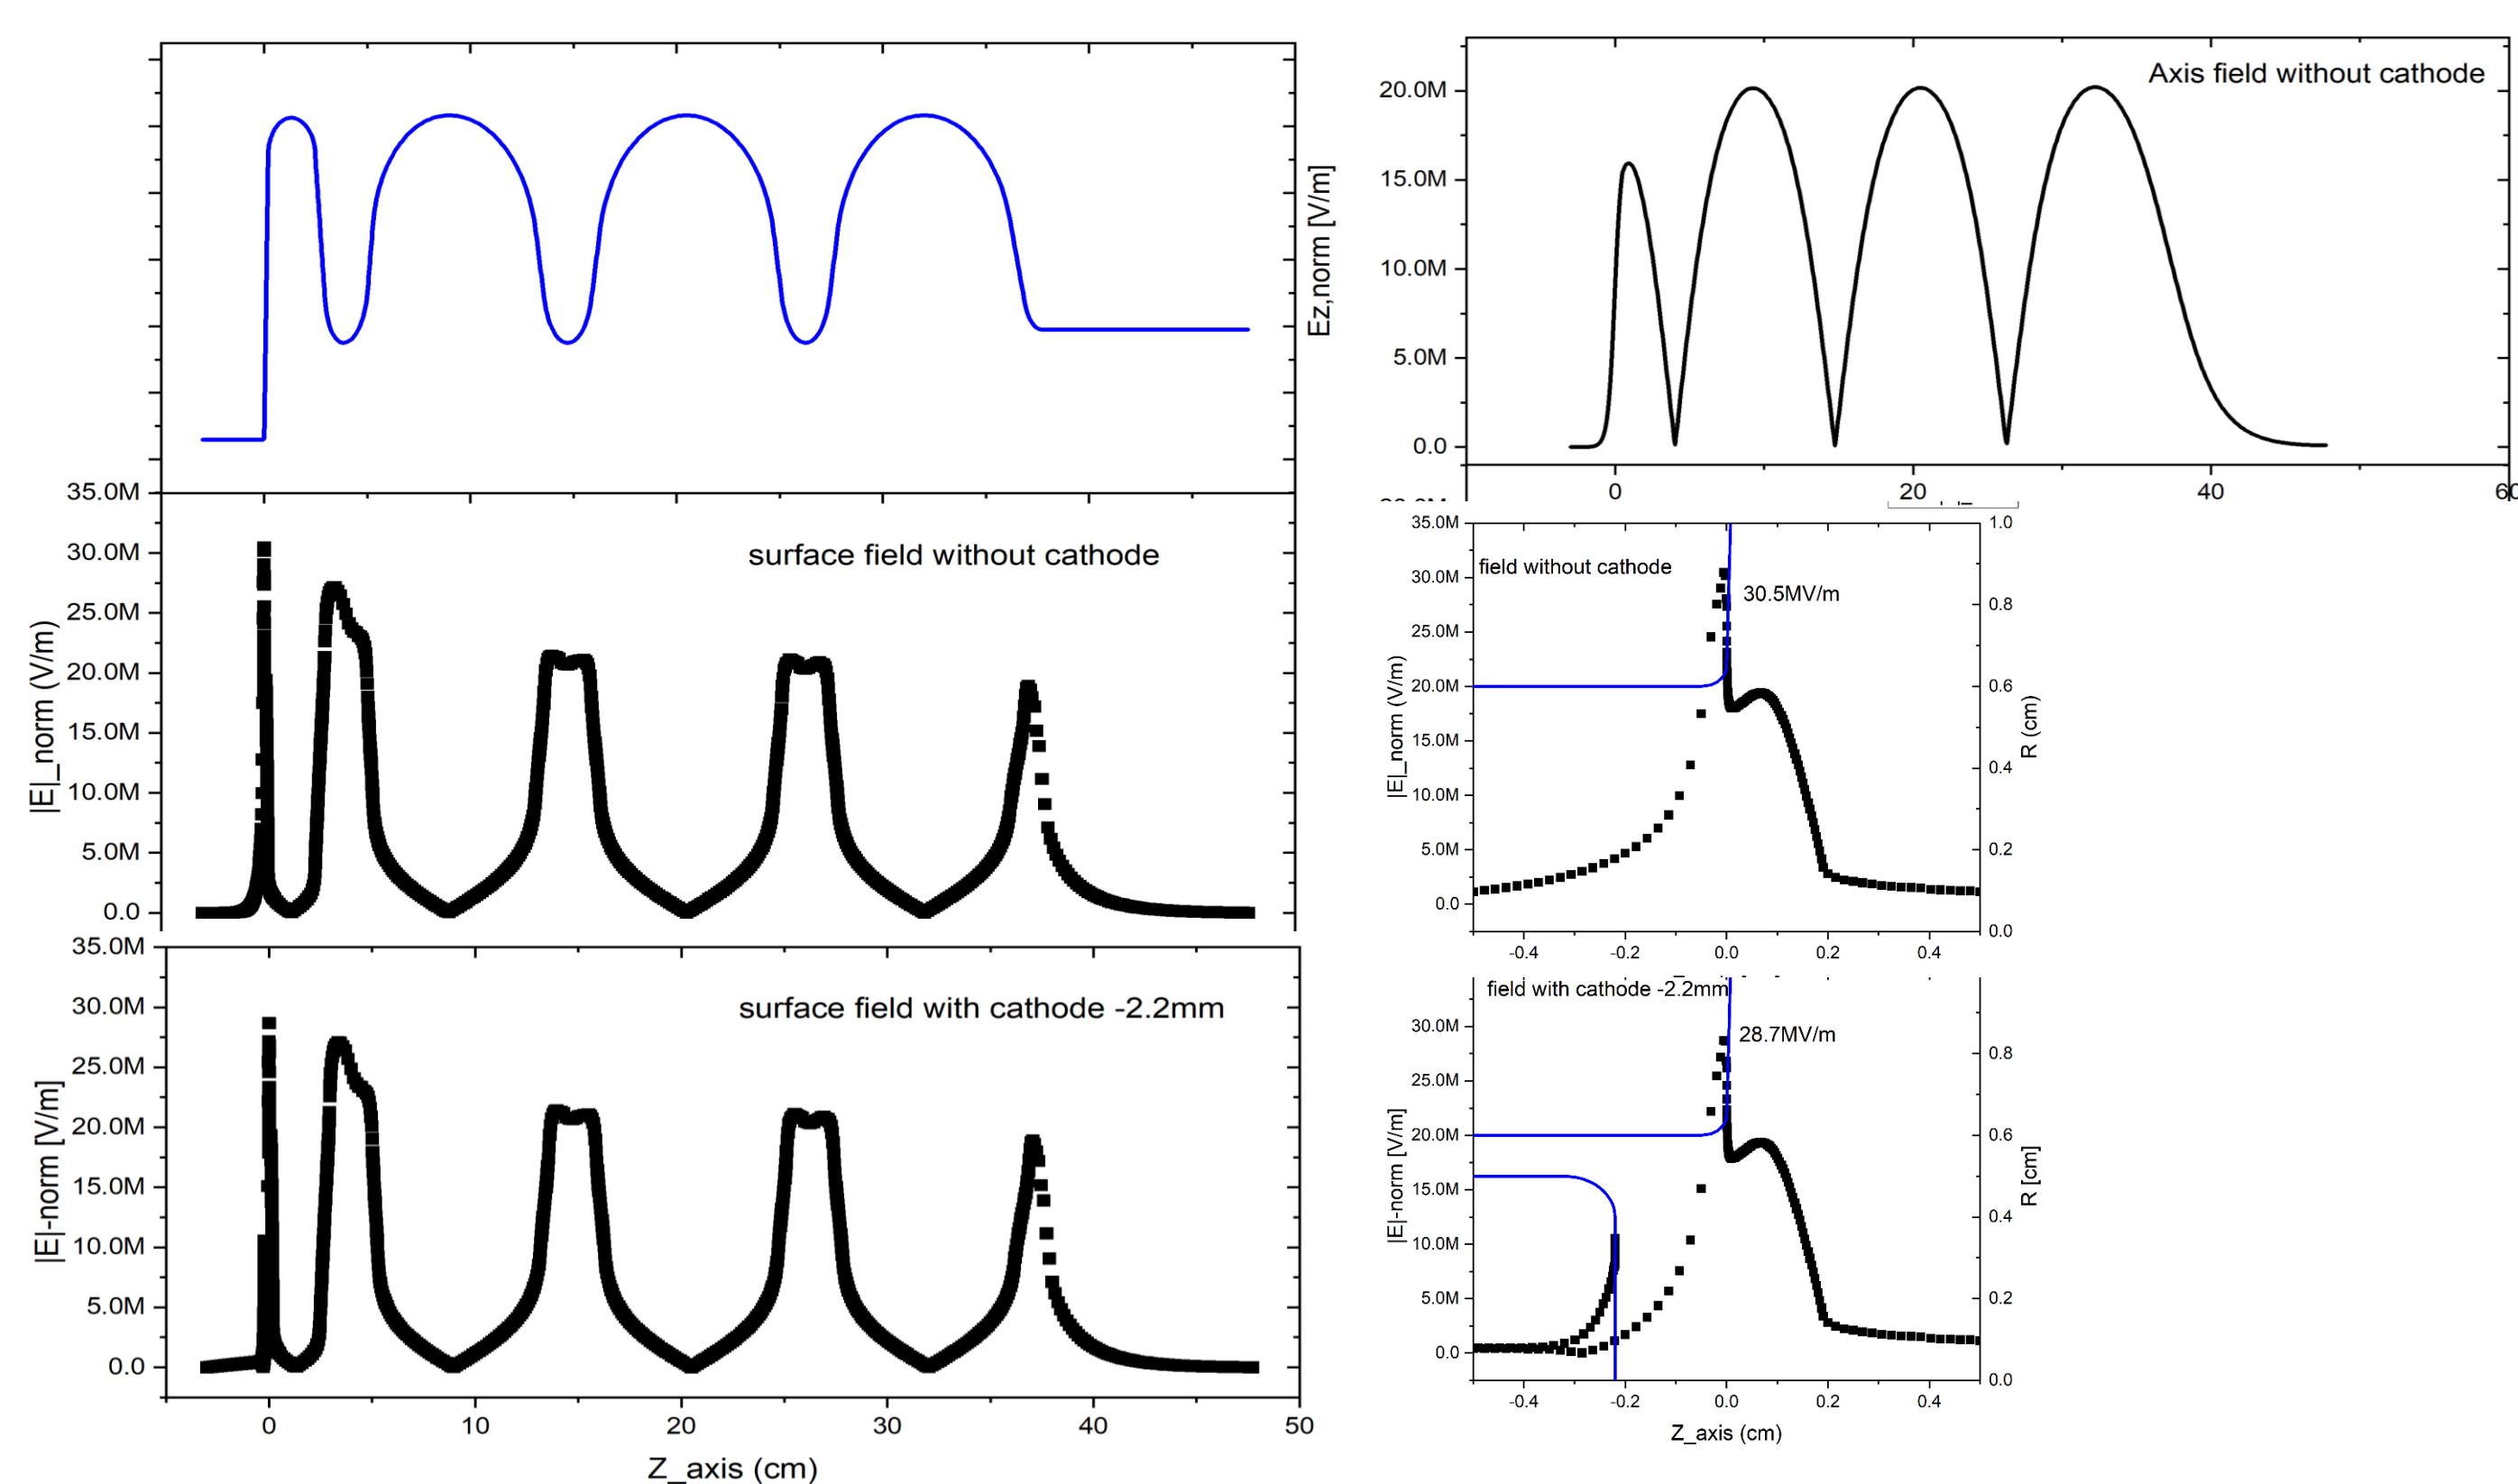 Axis field without cathode
20.0M
15.0M
10.0M
5.0M
0.0
Ez,norm [V/m]
0
20
40
35.0M
30.0M
25.0M
20.0M
15.0M
10.0M
5.0M
0.0
|E|_norm (V/m)
surface field without cathode
35.0M
30.0M
25.0M
20.0M
15.0M
10.0M
5.0M
0.0
|E|_norm (V/m)
field without cathode
30.5MV/m
1.0
0.8
0.6
0.4
0.2
0.0
R (cm)
-0.4
-0.2
0.0
0.2
0.4
35.0M
30.0M
25.0M
20.0M
15.0M
10.0M
5.0M
0.0
|E|-norm [V/m]
surface field with cathode -2.2mm
0
10
20
30
40
50
Z_axis (cm)
field with cathode -2.2mm
28.7MV/m
30.0M
25.0M
20.0M
15.0M
10.0M
5.0M
0.0
|E|-norm [V/m]
0.8
0.6
0.4
0.2
0.0
R [cm]
-0.4
-0.2
0.0
0.2
0.4
Z_axis (cm)